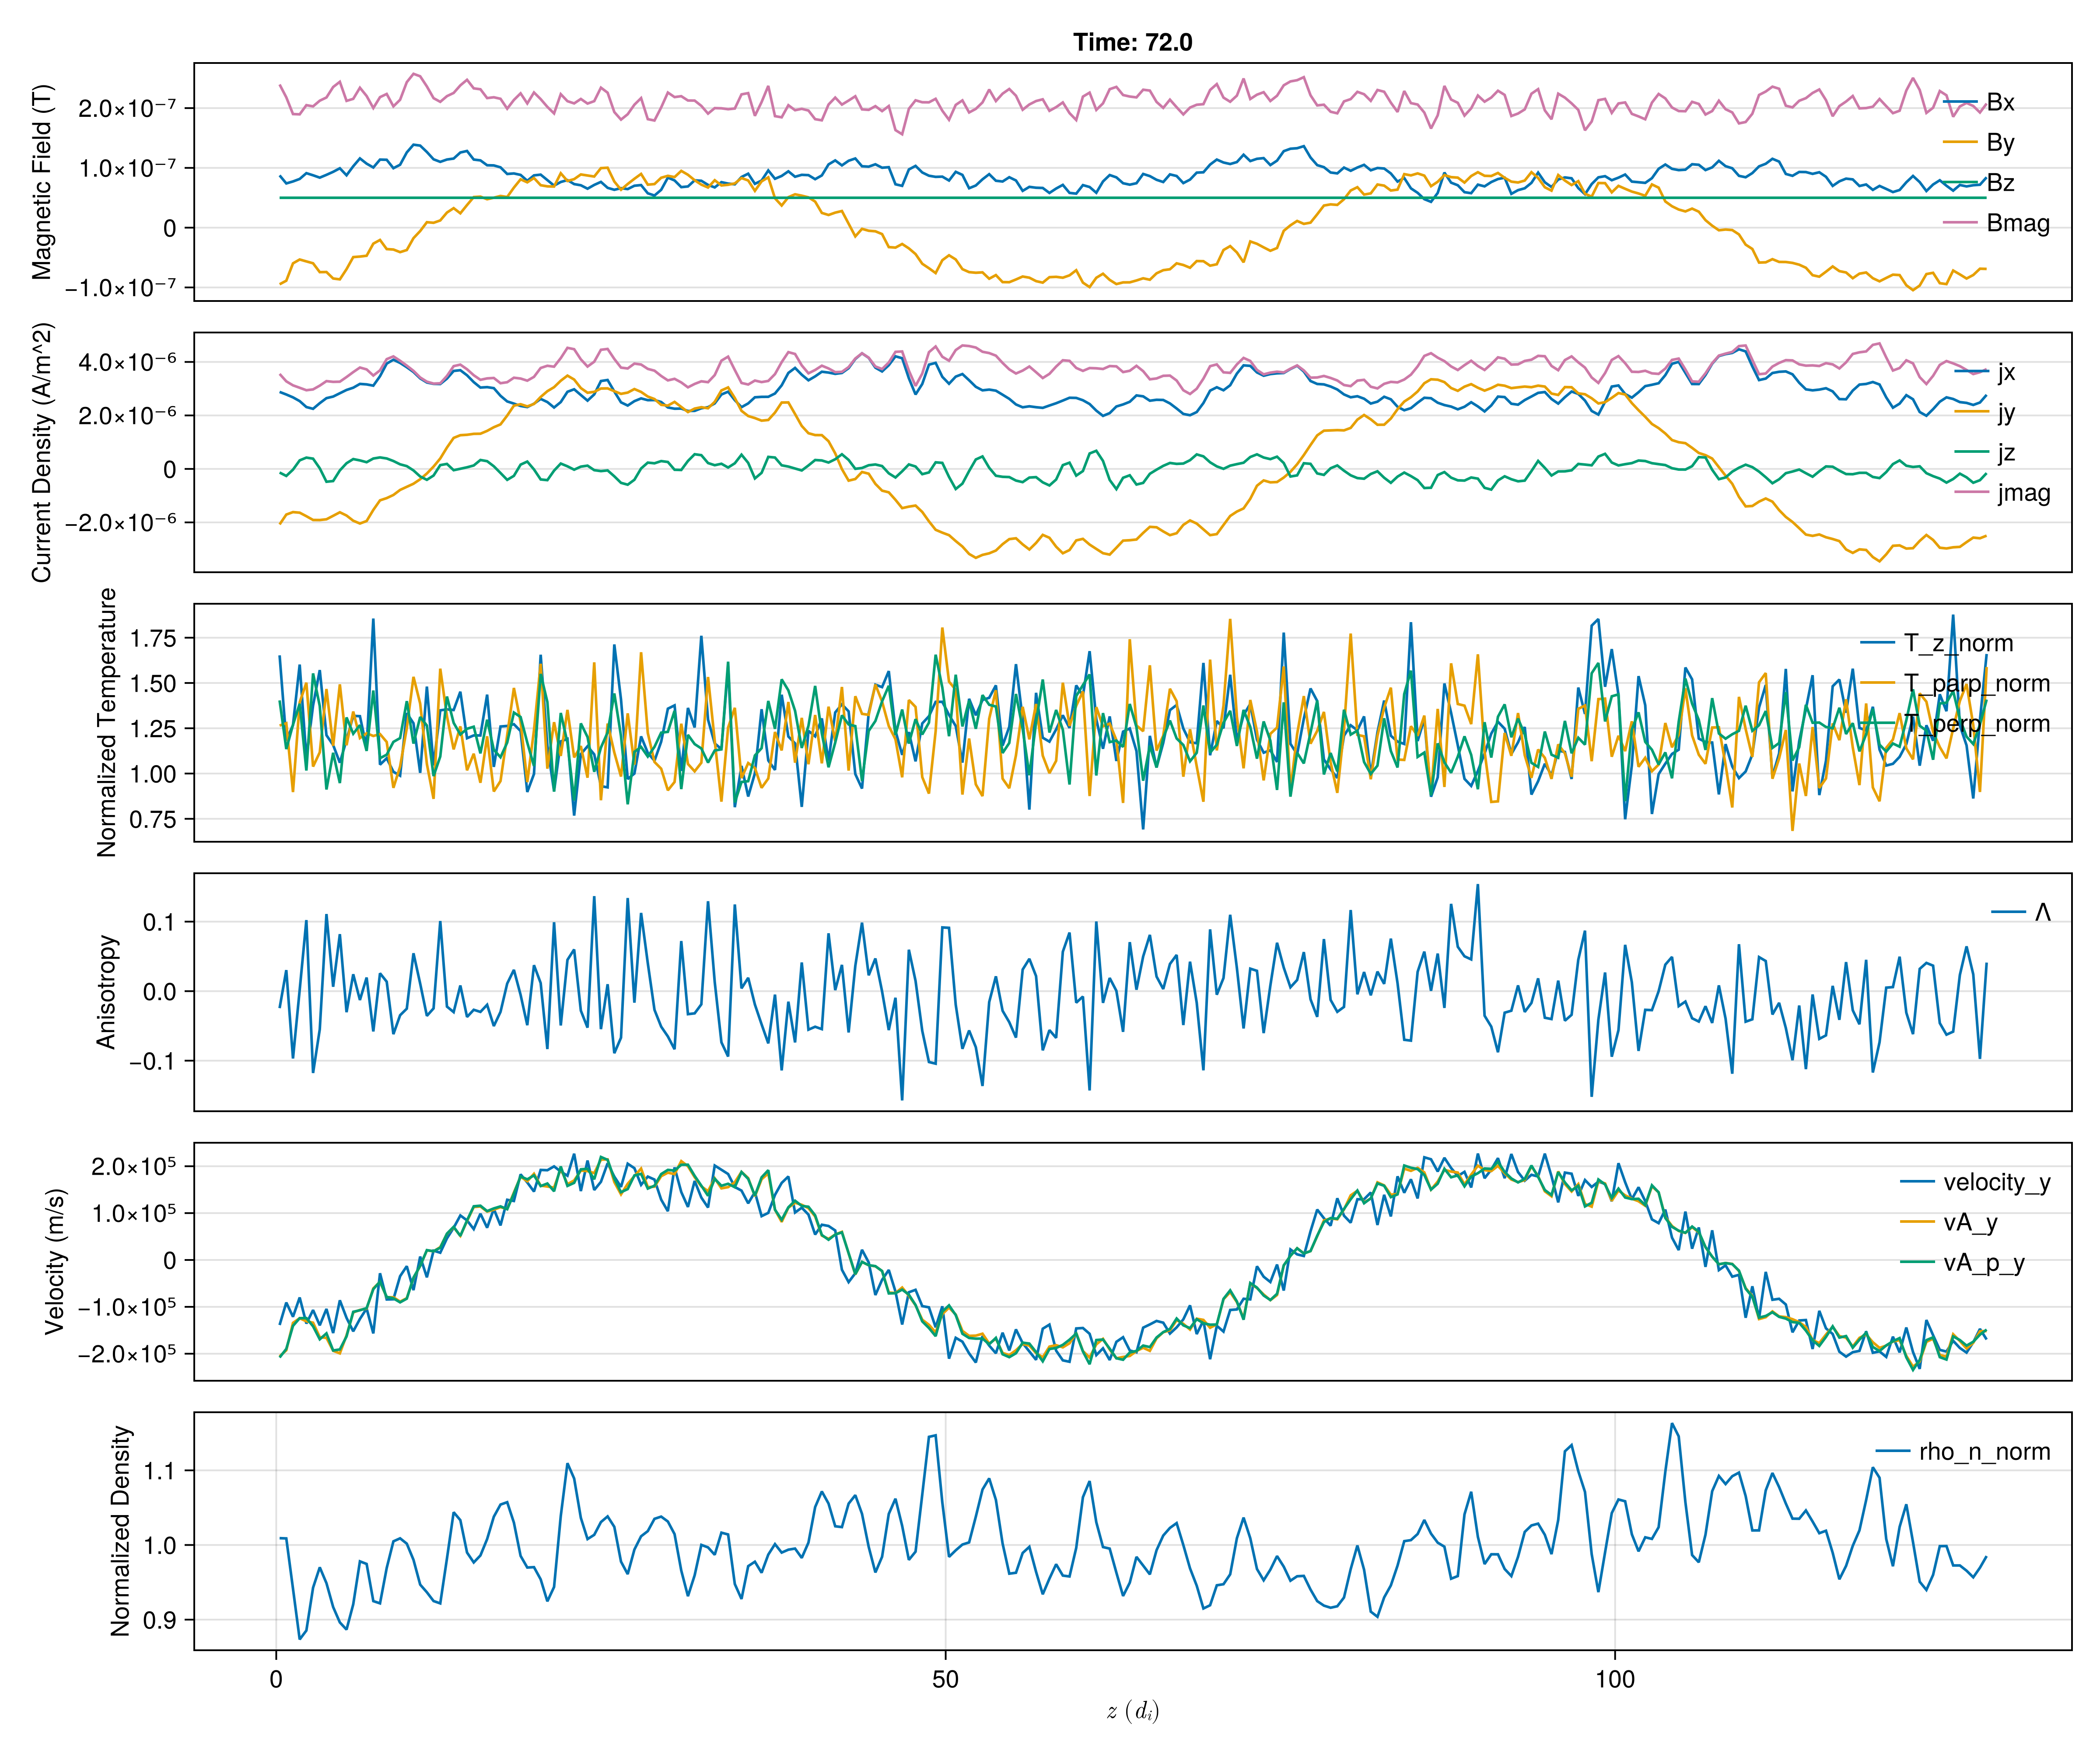 Time: 72.0
Magnetic Field (T)
2.0×10⁻⁷
1.0×10⁻⁷
0
−1.0×10⁻⁷
Bx
By
Bz
Bmag
Current Density (A/m^2)
4.0×10⁻⁶
2.0×10⁻⁶
0
−2.0×10⁻⁶
jx
jy
jz
jmag
Normalized Temperature
1.75
1.50
1.25
1.00
0.75
T_z_norm
T_parp_norm
T_perp_norm
Anisotropy
0.1
0.0
−0.1
Λ
Velocity (m/s)
2.0×10⁵
1.0×10⁵
0
−1.0×10⁵
−2.0×10⁵
velocity_y
vA_y
vA_p_y
Normalized Density
1.1
1.0
0.9
rho_n_norm
0 50 100
z (dᵢ)